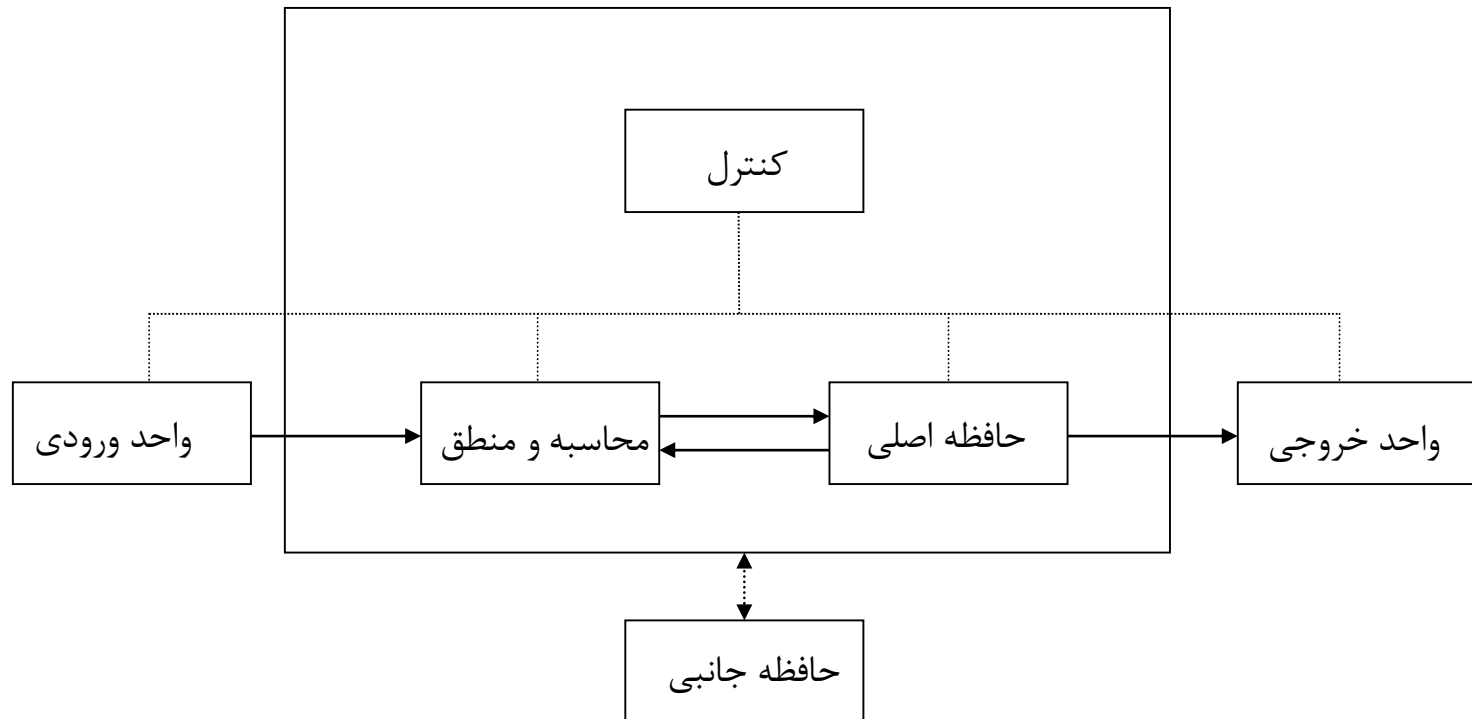 کنترل
واحد ورودی
محاسبه و منطق
حافظه اصلی
واحد خروجی
حافظه جانبی